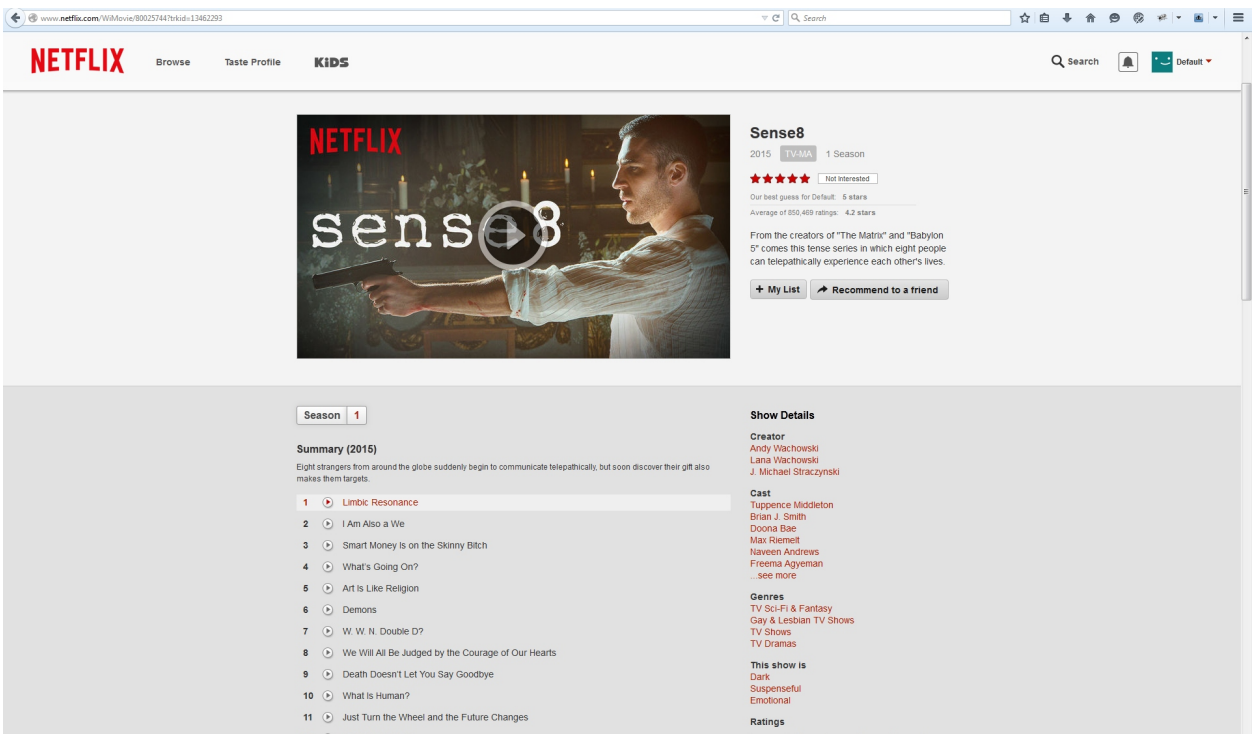 www.netflix.com/WiMovie/80025744?trkid=13462293
Search
NETFLIX
Browse
Taste Profile
KiDS
Search
Default
NETFLIX
sense8
Sense8
2015 TV-MA 1 Season
Not Interested
Our best guess for Default: 5 stars
Average of 850,469 ratings: 4.2 stars
From the creators of "The Matrix" and "Babylon
5" comes this tense series in which eight people
can telepathically experience each other's lives.
+ My List
Recommend to a friend
Season 1
Summary (2015)
Eight strangers from around the globe suddenly begin to communicate telepathically, but soon discover their gift also
makes them targets.
1 Limbic Resonance
2 I Am Also a We
3 Smart Money Is on the Skinny Bitch
4 What's Going On?
5 Art Is Like Religion
6 Demons
7 W. W. N. Double D?
8 We Will All Be Judged by the Courage of Our Hearts
9 Death Doesn't Let You Say Goodbye
10 What Is Human?
11 Just Turn the Wheel and the Future Changes
Show Details
Creator
Andy Wachowski
Lana Wachowski
J. Michael Straczynski
Cast
Tuppence Middleton
Brian J. Smith
Doona Bae
Max Riemelt
Naveen Andrews
Freema Agyeman
...see more
Genres
TV Sci-Fi & Fantasy
Gay & Lesbian TV Shows
TV Shows
TV Dramas
This show is
Dark
Suspenseful
Emotional
Ratings